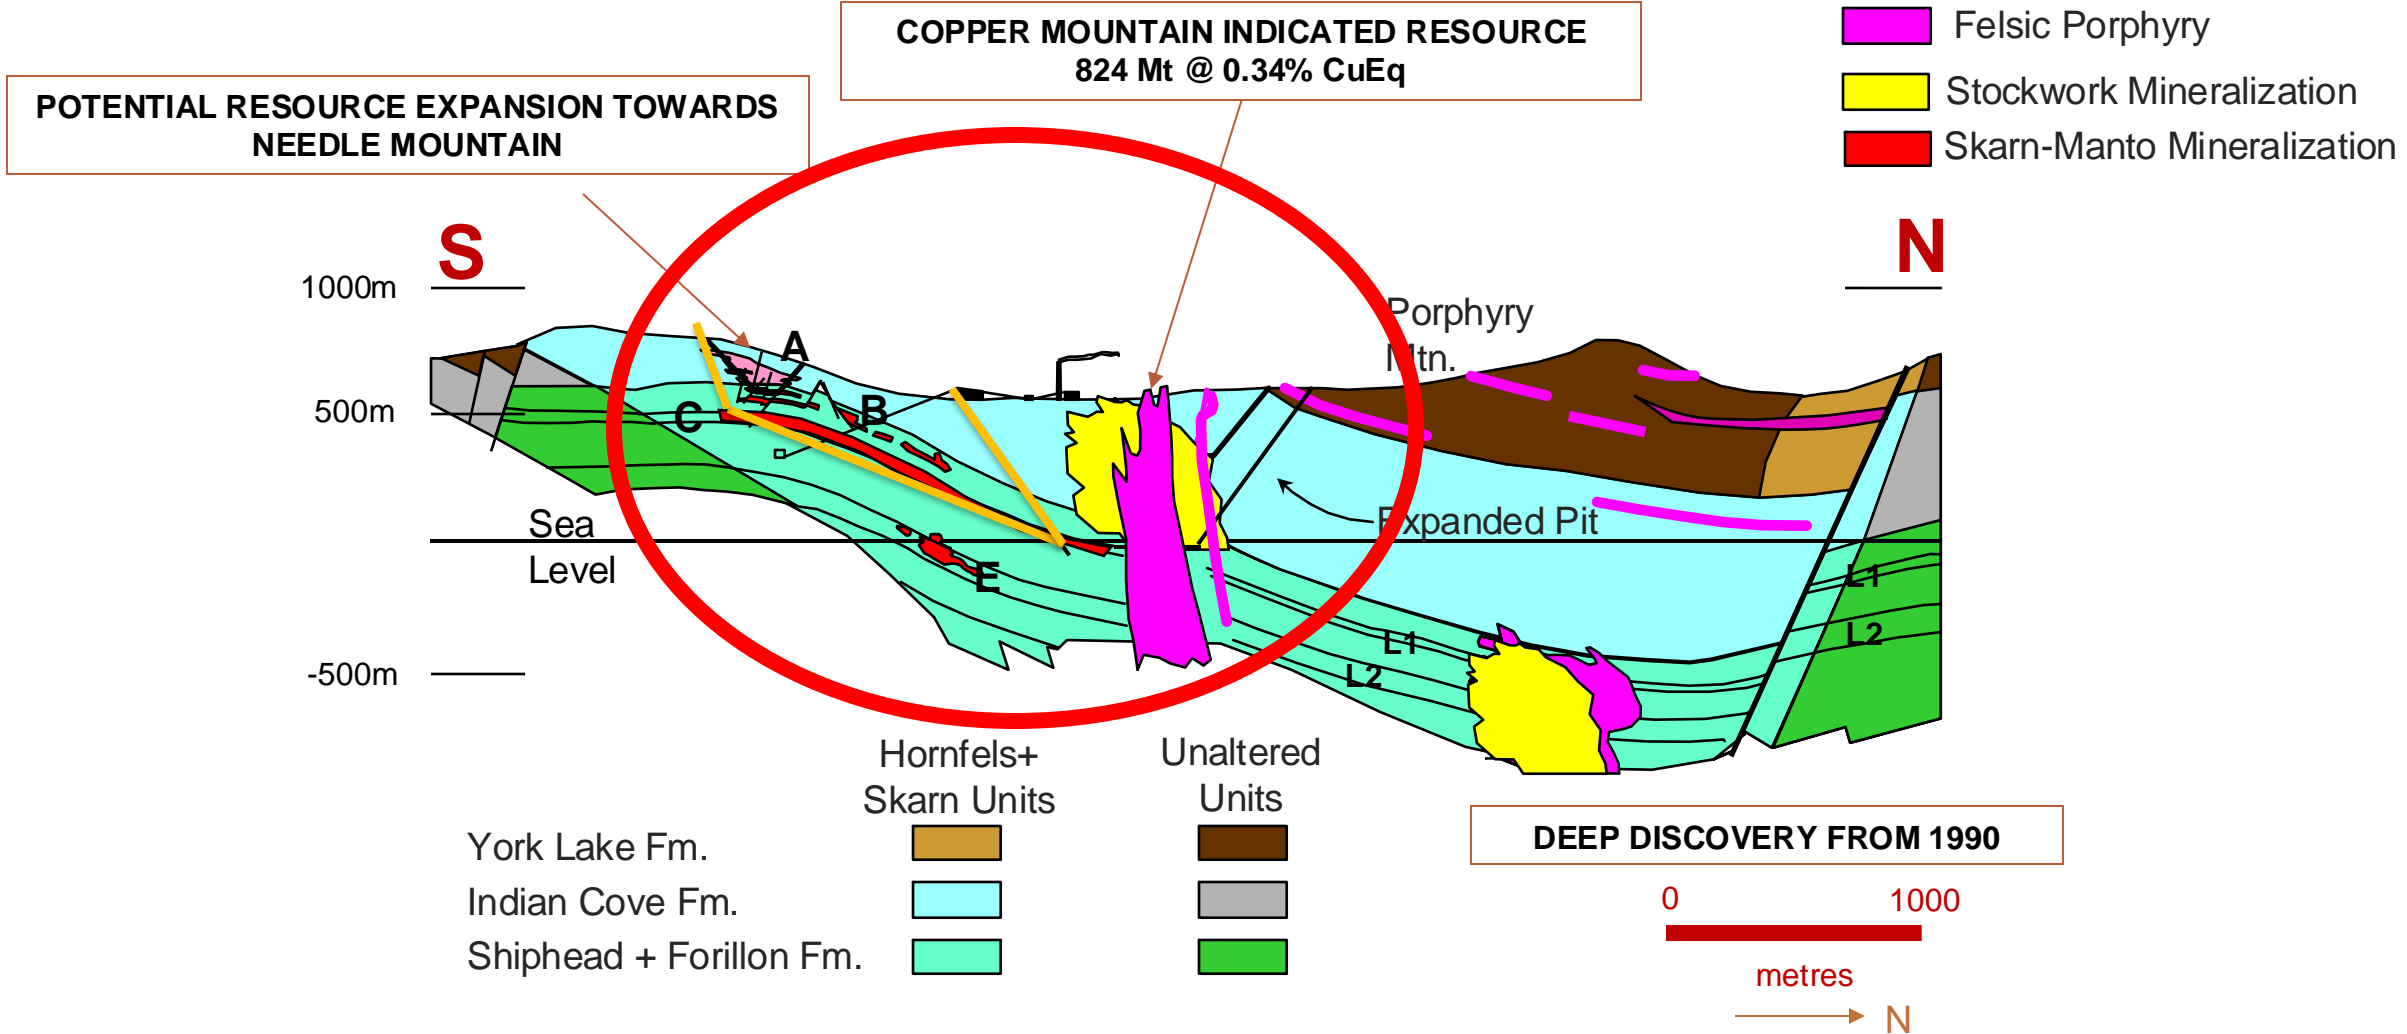 COPPER MOUNTAIN INDICATED RESOURCE
824 Mt @ 0.34% CuEq
POTENTIAL RESOURCE EXPANSION TOWARDS
NEEDLE MOUNTAIN
Felsic Porphyry
Stockwork Mineralization
Skarn-Manto Mineralization
S
N
1000m
500m
Sea
Level
-500m
A
B
C
E
Porphyry
Mtn.
Expanded Pit
L1
L2
L1
L2
Hornfels+
Skarn Units
Unaltered
Units
York Lake Fm.
Indian Cove Fm.
Shiphead + Forillon Fm.
DEEP DISCOVERY FROM 1990
0 1000
metres
N